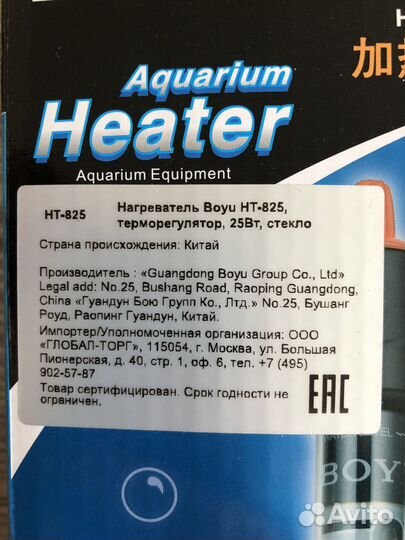 H
Aquarium
加
Heater
Aquarium Equipment
HT-825
Нагреватель Boyu HT-825,
терморегулятор, 25Вт, стекло
Страна происхождения: Китай
Производитель : «Guangdong Boyu Group Co., Ltd»
Legal add: No.25, Bushang Road, Raoping Guangdong,
China «Гуандун Бою Групп Ко., Лтд.» No.25, Бушанг
Роуд, Раопинг Гуандун, Китай.
Импортер/Уполномоченная организация: ООО
«ГЛОБАЛ-ТОРГ», 115054, г. Москва, ул. Большая
Пионерская, д. 40, стр. 1, оф. 6, тел. +7 (495)
902-57-87
Товар сертифицирован. Срок годности не
ограничен.
EAC
BOY
Avito